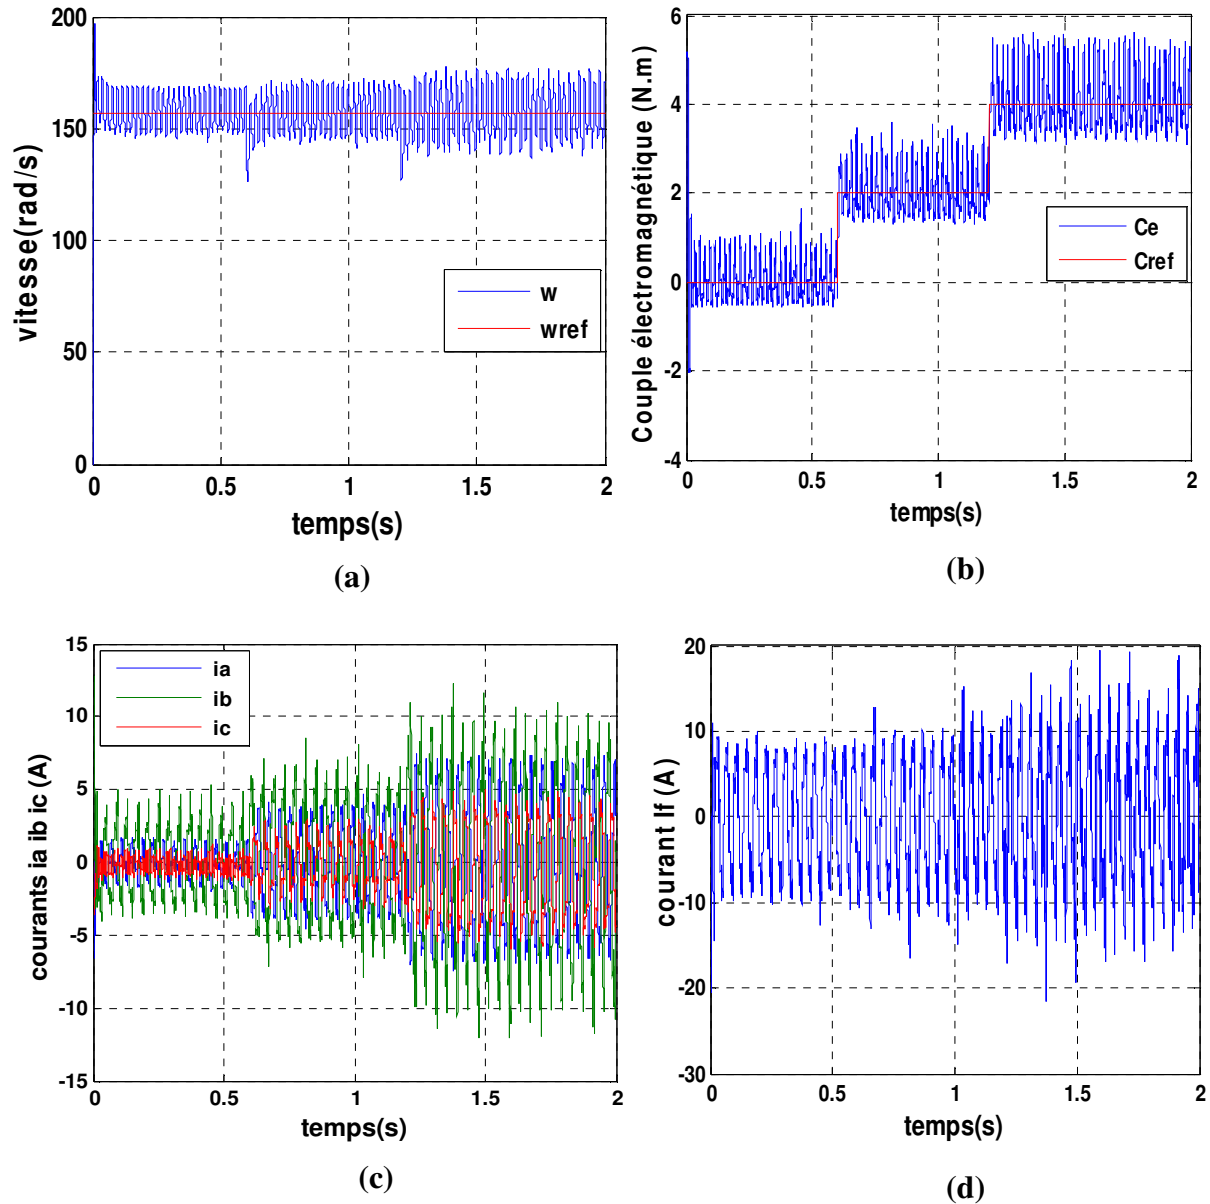 200
150
100
50
0
0
0.5
1
1.5
2
vitesse(rad/s)
temps(s)
w
wref
(a)
6
4
2
0
-2
-4
0
0.5
1
1.5
2
Couple électromagnétique (N.m)
temps(s)
Ce
Cref
(b)
15
10
5
0
-5
-10
-15
0
0.5
1
1.5
2
courants ia ib ic (A)
temps(s)
ia
ib
ic
(c)
20
10
0
-10
-20
-30
0
0.5
1
1.5
2
courant If (A)
temps(s)
(d)